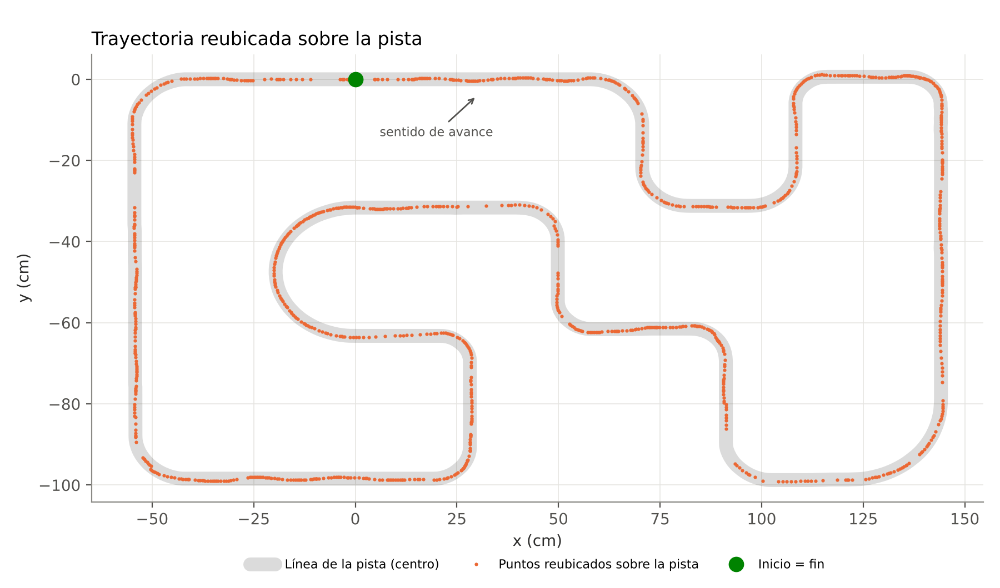 Trayectoria reubicada sobre la pista
y (cm)
0
−20
−40
−60
−80
−100
sentido de avance
−50 −25 0 25 50 75 100 125 150
x (cm)
Línea de la pista (centro) Puntos reubicados sobre la pista Inicio = fin